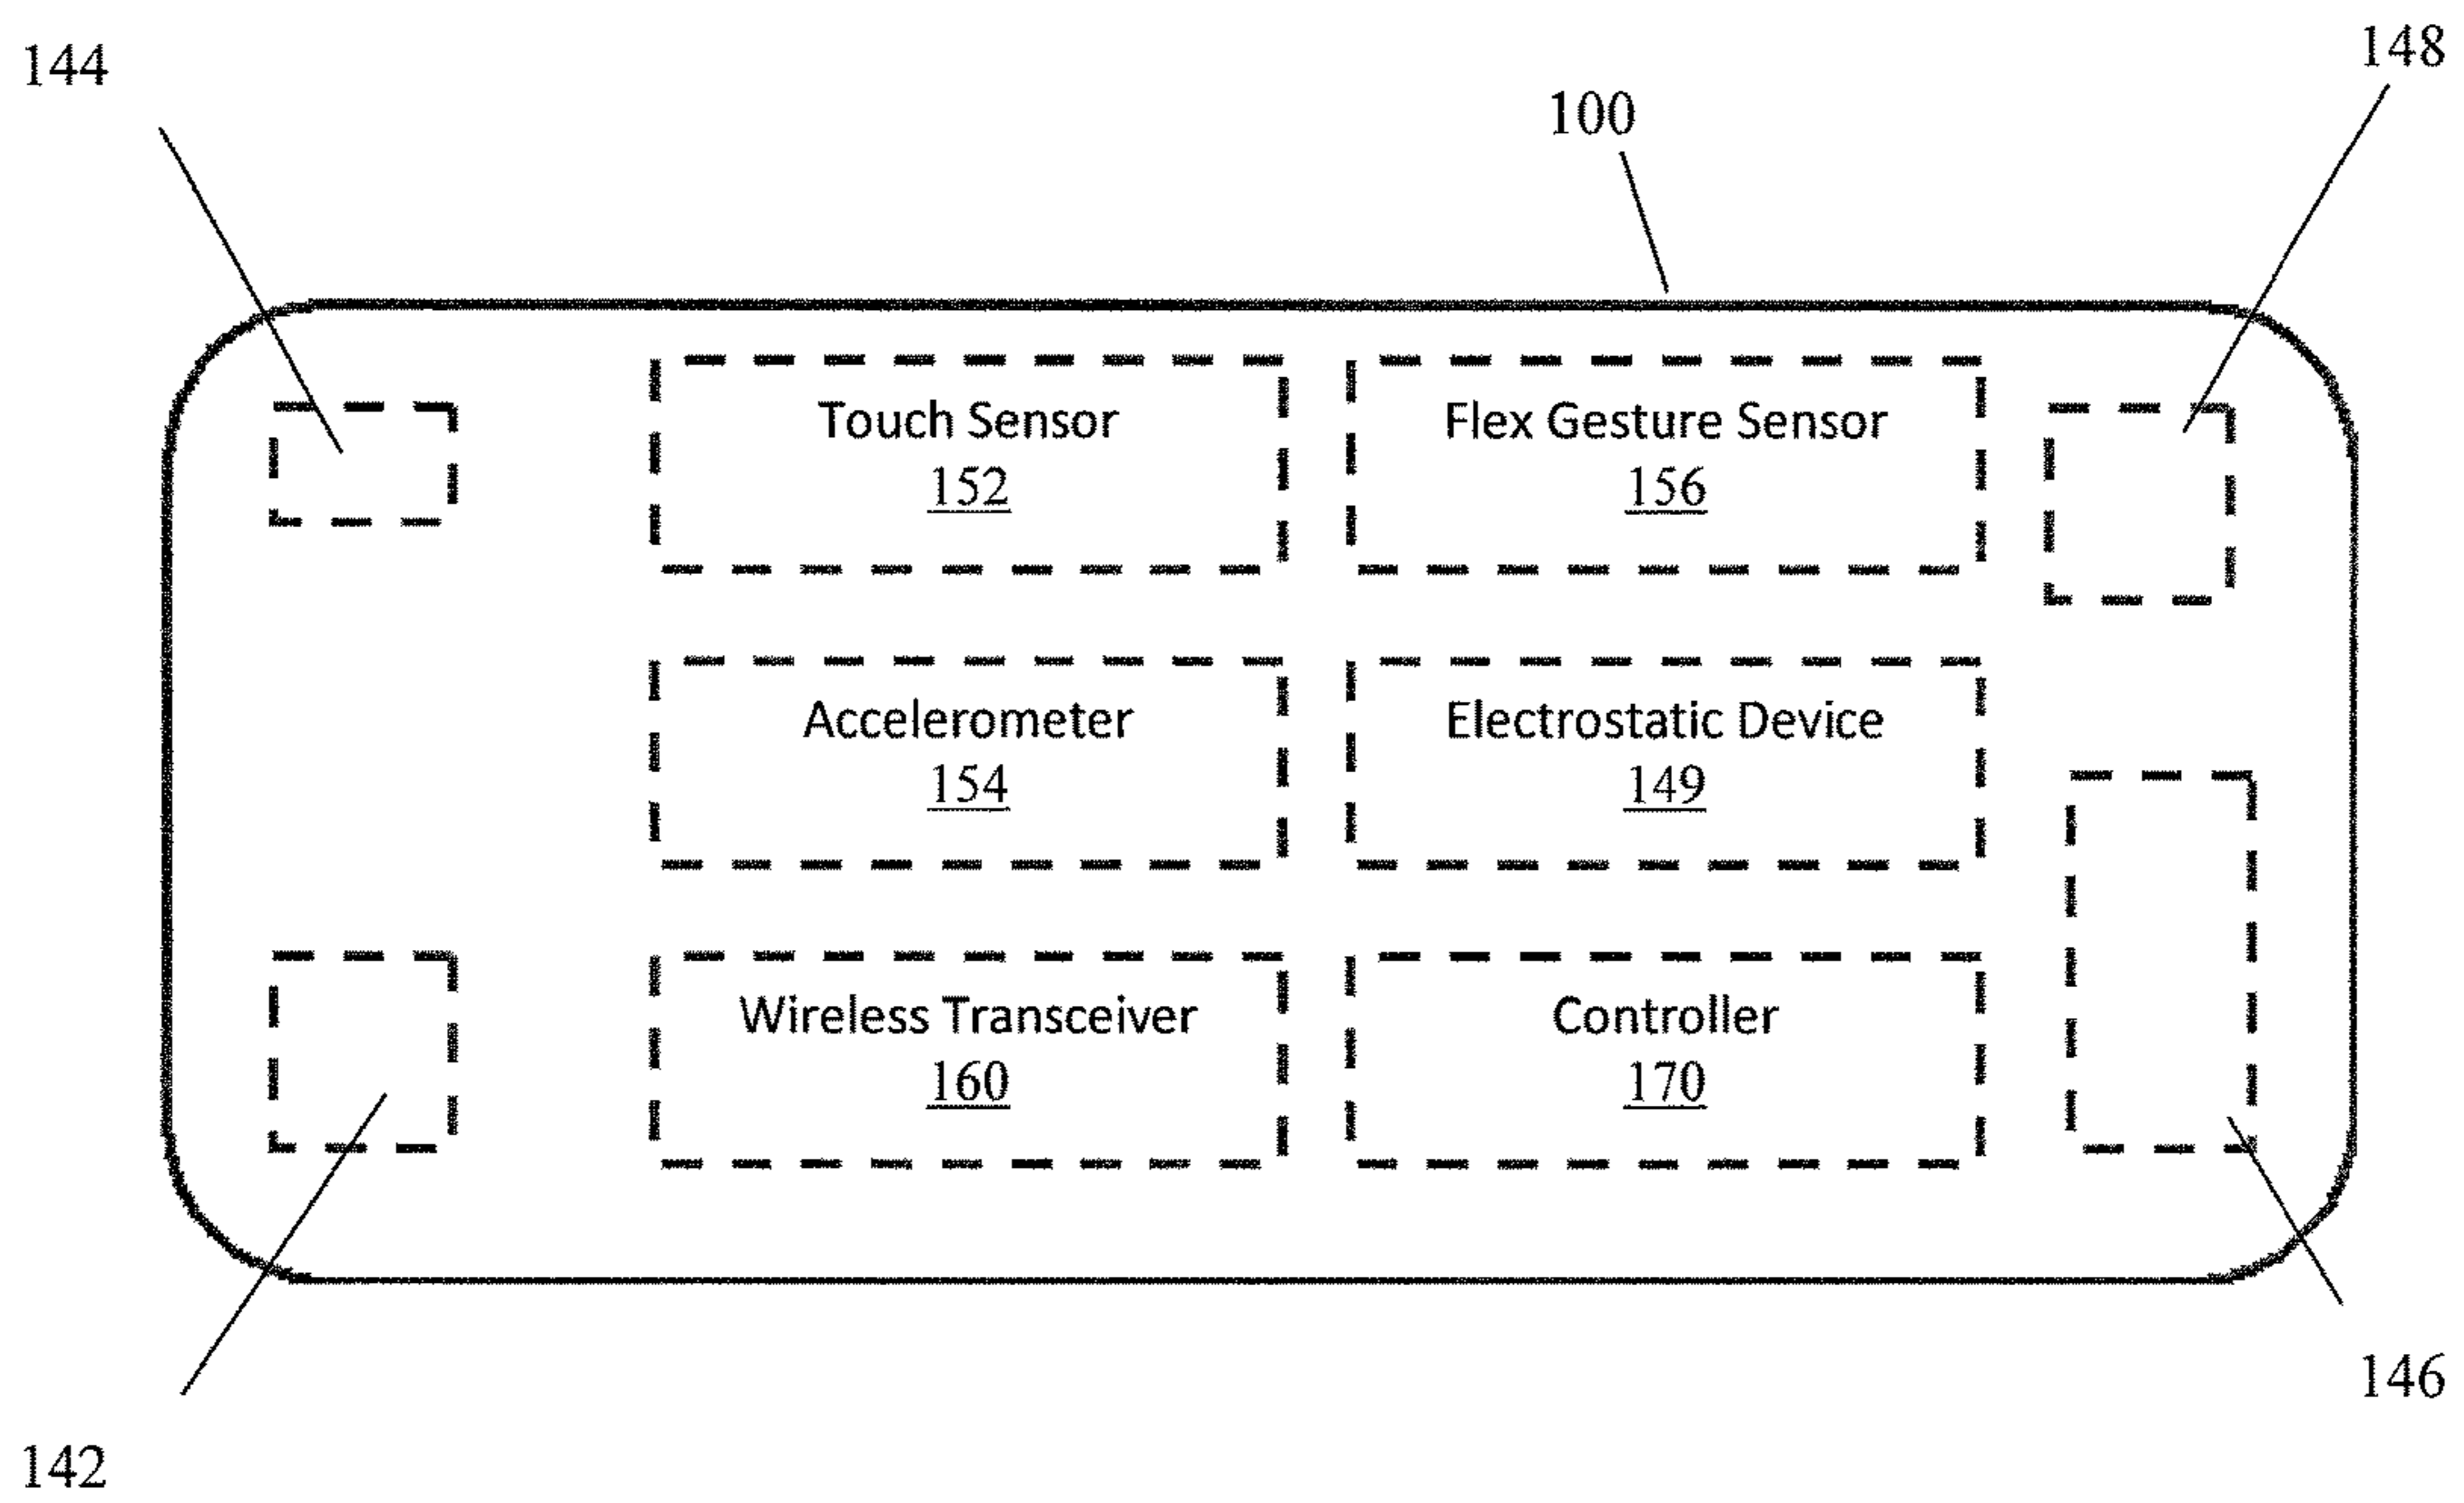 144
148
100
Touch Sensor
152
Flex Gesture Sensor
156
Accelerometer
154
Electrostatic Device
149
Wireless Transceiver
160
Controller
170
146
142